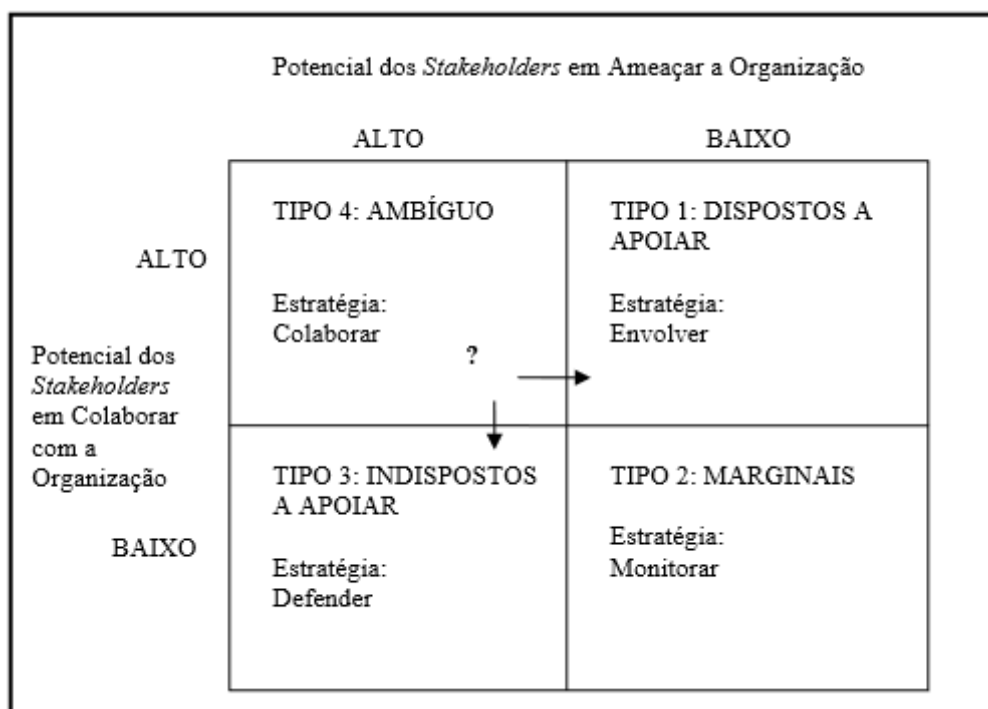 Potencial dos Stakeholders em Ameaçar a Organização
ALTO
BAIXO
TIPO 4: AMBÍGUO
TIPO 1: DISPOSTOS A
APOIAR
ALTO
Estratégia:
Colaborar
Estratégia:
Envolver
?
Potencial dos
Stakeholders
em Colaborar
com a
Organização
TIPO 3: INDISPOSTOS
A APOIAR
TIPO 2: MARGINAIS
BAIXO
Estratégia:
Defender
Estratégia:
Monitorar